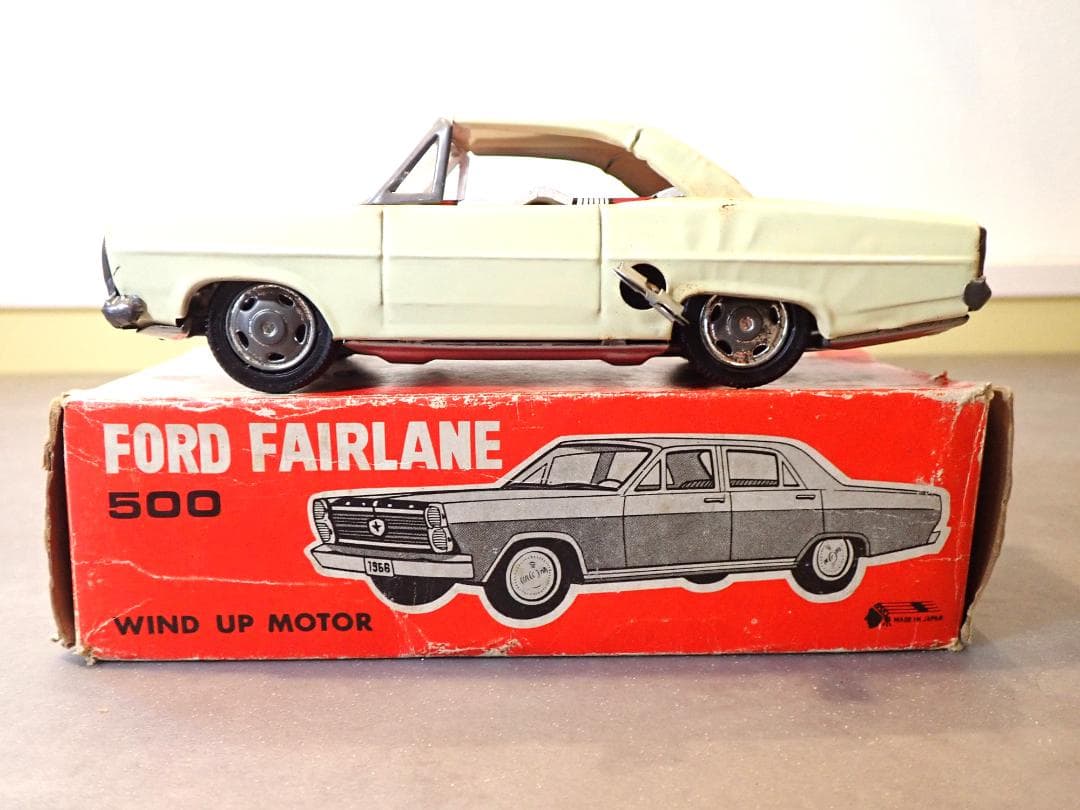 FORD FAIRLANE
500
1966
WIND UP MOTOR
MADE IN JAPAN